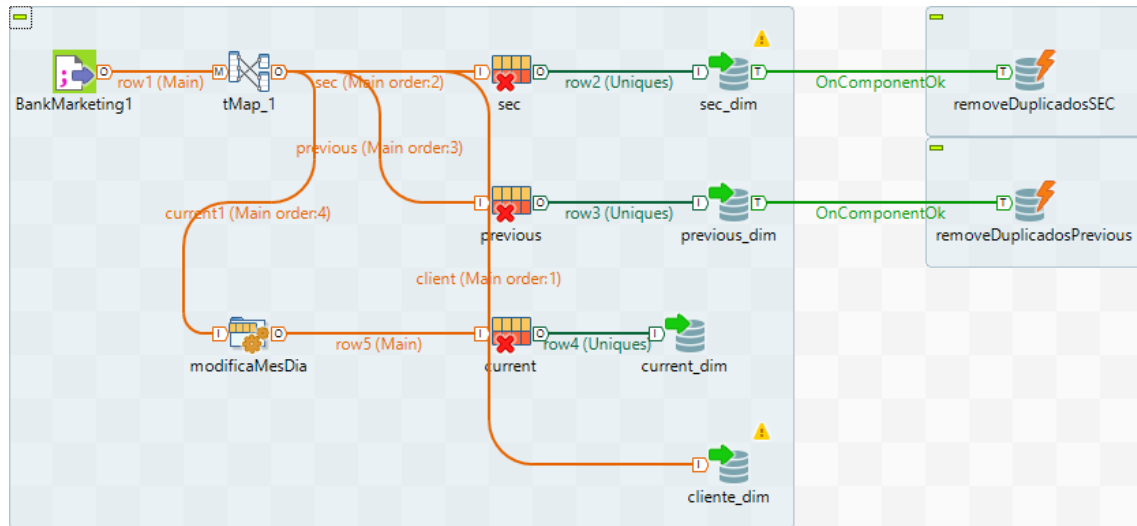 BankMarketing1
row1 (Main)
tMap_1
sec (Main order:2)
sec
row2 (Uniques)
sec_dim
OnComponentOk
removeDuplicadosSEC
previous (Main order:3)
previous
row3 (Uniques)
previous_dim
OnComponentOk
removeDuplicadosPrevious
current1 (Main order:4)
client (Main order:1)
modificaMesDia
row5 (Main)
current
row4 (Uniques)
current_dim
cliente_dim